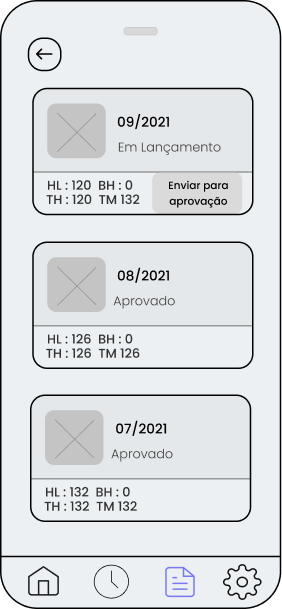 09/2021
Em Lançamento
HL : 120 BH : 0
TH : 120 TM 132
Enviar para
aprovação
08/2021
Aprovado
HL : 126 BH : 0
TH : 126 TM 126
07/2021
Aprovado
HL : 132 BH : 0
TH : 132 TM 132